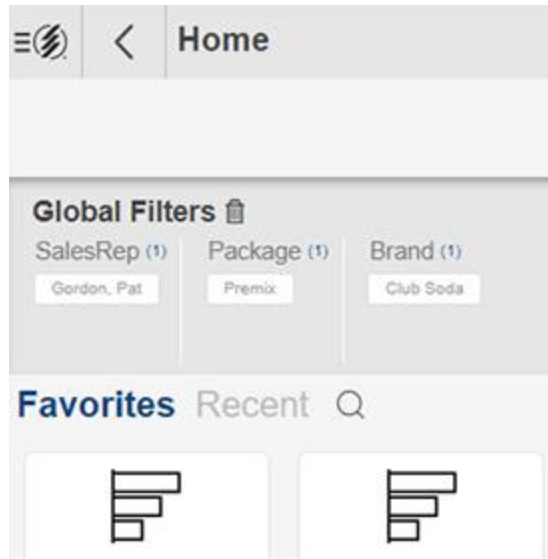 Home
Global Filters
SalesRep (1) Package (1) Brand (1)
Gordon, Pat Premix Club Soda
Favorites Recent